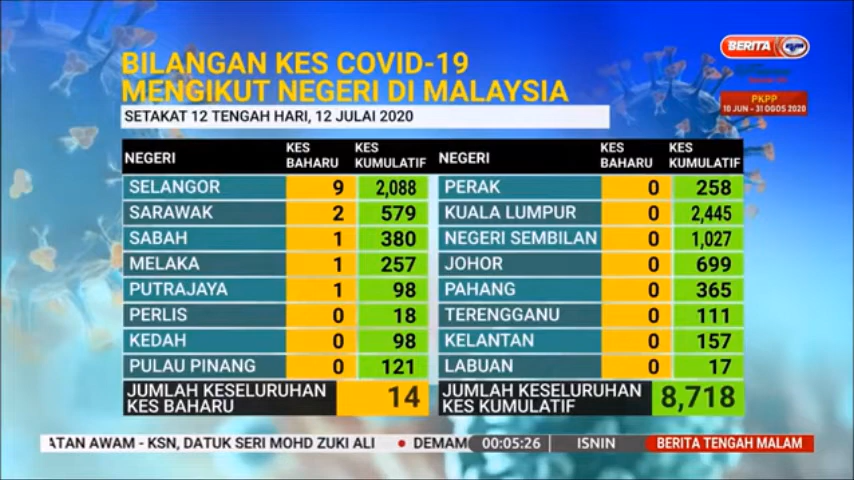 BERITA
BILANGAN KES COVID-19
MENGIKUT NEGERI DI MALAYSIA
PKPP
10 JUN - 31 OGOS 2020
SETAKAT 12 TENGAH HARI, 12 JULAI 2020
NEGERI KES BAHARU KES KUMULATIF NEGERI KES BAHARU KES KUMULATIF
SELANGOR 9 2,088 PERAK 0 258
SARAWAK 2 579 KUALA LUMPUR 0 2,445
SABAH 1 380 NEGERI SEMBILAN 0 1,027
MELAKA 1 257 JOHOR 0 699
PUTRAJAYA 1 98 PAHANG 0 365
PERLIS 0 18 TERENGGANU 0 111
KEDAH 0 98 KELANTAN 0 157
PULAU PINANG 0 121 LABUAN 0 17
JUMLAH KESELURUHAN KES BAHARU 14 JUMLAH KESELURUHAN KES KUMULATIF 8,718
ATAN AWAM - KSN, DATUK SERI MOHD ZUKI ALI • DEMAM 00:05:26 ISNIN BERITA TENGAH MALAM